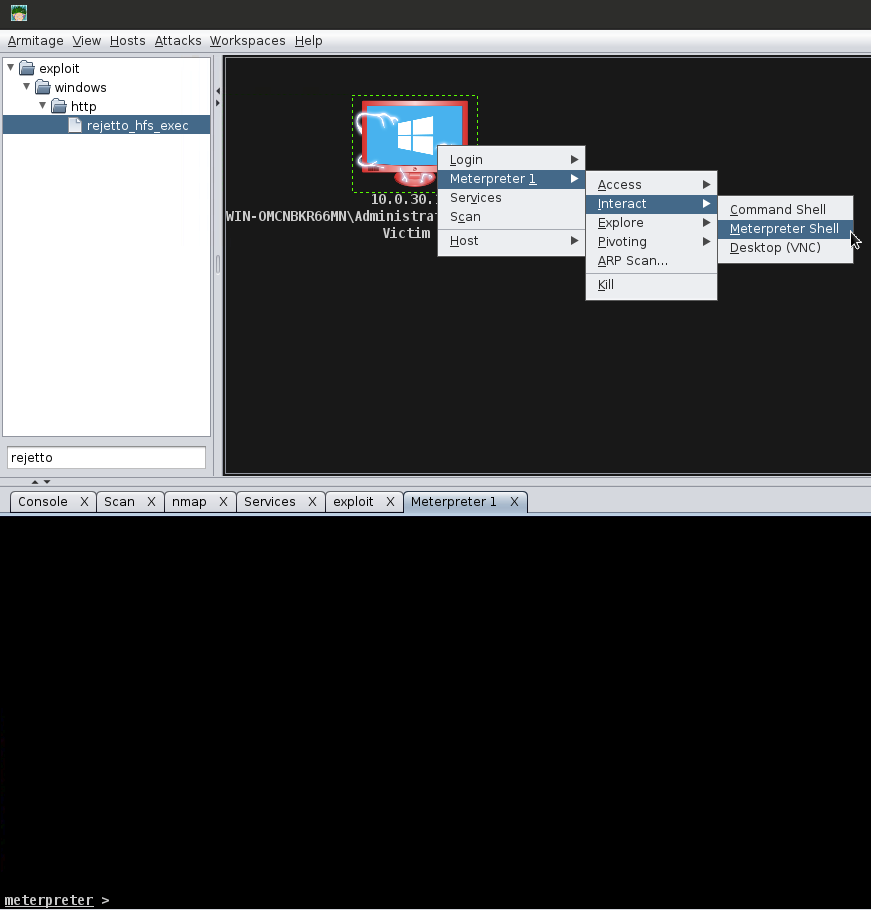 Armitage View Hosts Attacks Workspaces Help
exploit
windows
http
rejetto_hfs_exec
rejetto
10.0.30.
WIN-OMCNBKR66MN\Administra
Victim
Login
Meterpreter 1
Services
Scan
Host
Access
Interact
Explore
Pivoting
ARP Scan...
Kill
Command Shell
Meterpreter Shell
Desktop (VNC)
Console X Scan X nmap X Services X exploit X Meterpreter 1 X
meterpreter >